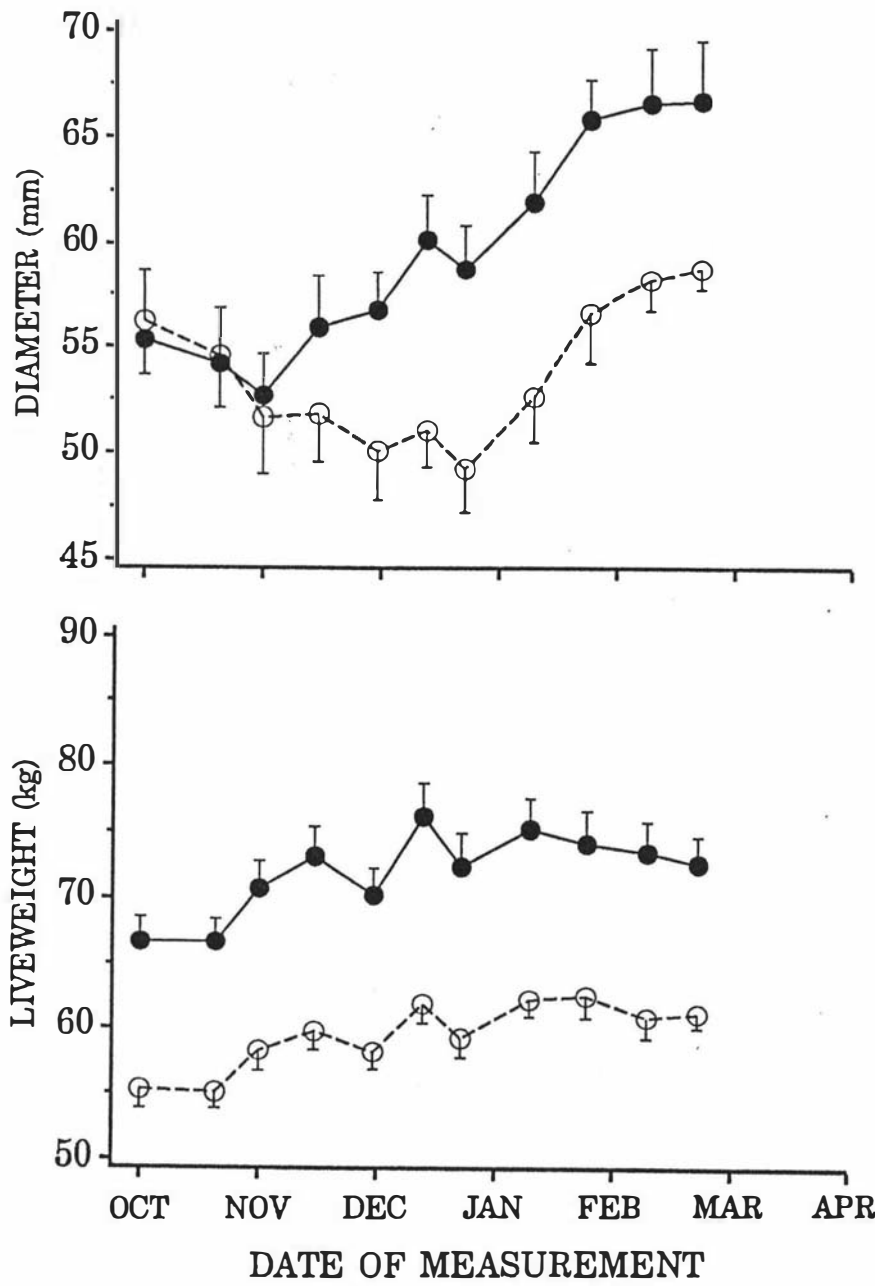 70
65
60
55
50
45
DIAMETER (mm)
90
80
70
60
50
LIVEWEIGHT (kg)
OCT NOV DEC JAN FEB MAR APR
DATE OF MEASUREMENT